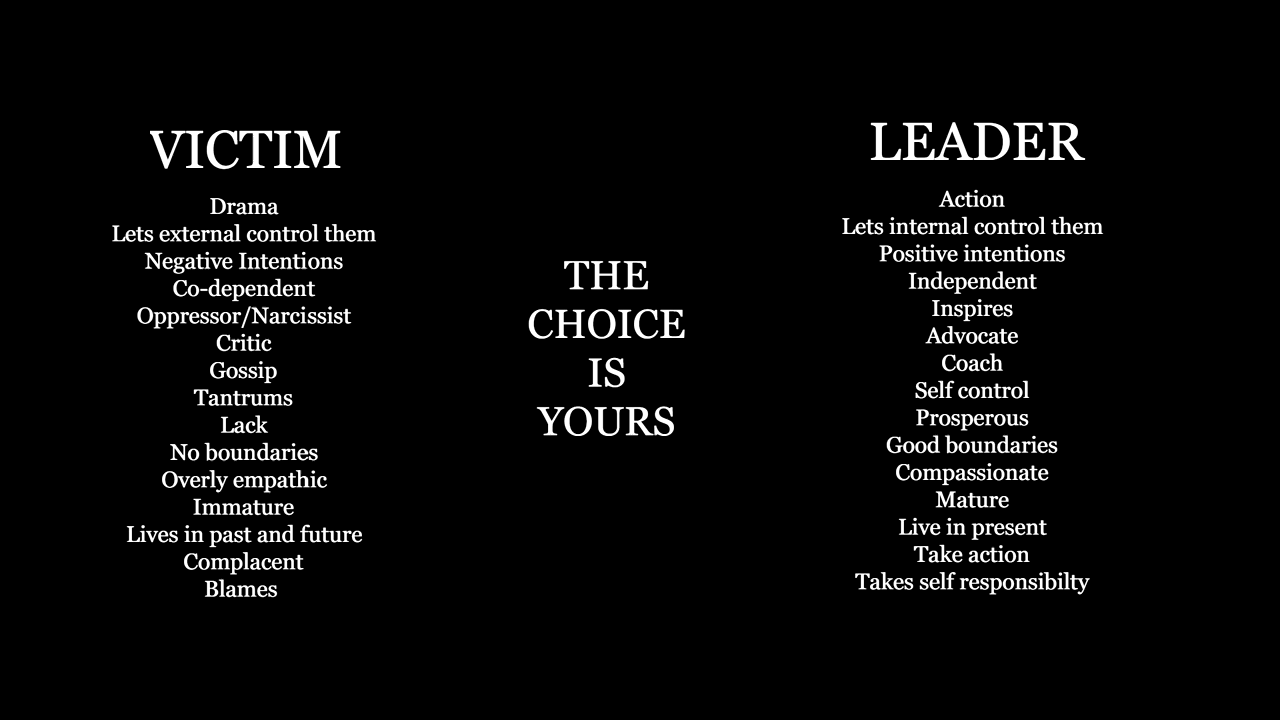 VICTIM
Drama
Lets external control them
Negative Intentions
Co-dependent
Oppressor/Narcissist
Critic
Gossip
Tantrums
Lack
No boundaries
Overly empathic
Immature
Lives in past and future
Complacent
Blames
THE
CHOICE
IS
YOURS
LEADER
Action
Lets internal control them
Positive intentions
Independent
Inspires
Advocate
Coach
Self control
Prosperous
Good boundaries
Compassionate
Mature
Live in present
Take action
Takes self responsibilty